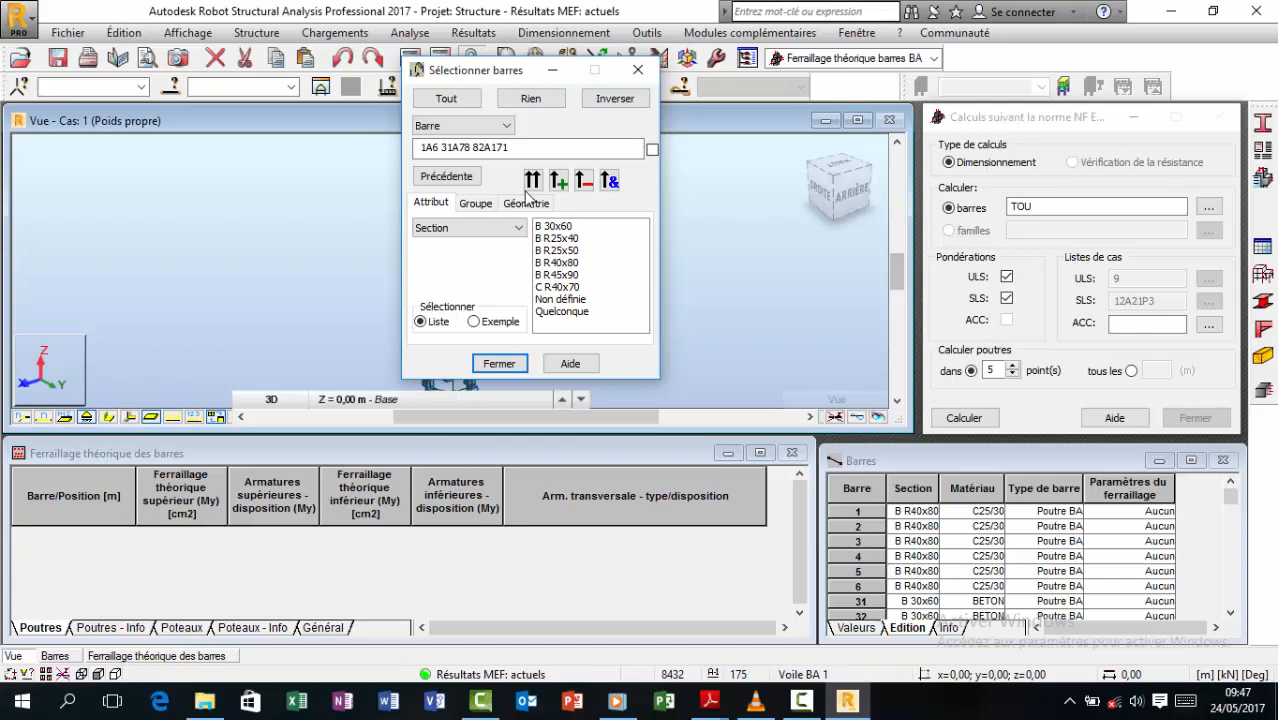 Autodesk Robot Structural Analysis Professional 2017 - Projet: Structure - Résultats MEF: actuels
Entrez mot-clé ou expression
Se connecter
PRO
Fichier Édition Affichage Structure Chargements Analyse Résultats Dimensionnement Outils Modules complémentaires Fenêtre ? Communauté
Ferraillage théorique barres BA
Vue - Cas: 1 (Poids propre)
Sélectionner barres
Tout Rien Inverser
Barre
1A6 31A78 82A171
Précédente
Attribut Groupe Géométrie
Section
B 30x60
B R25x40
B R25x50
B R40x80
B R45x90
C R40x70
Non définie
Quelconque
Sélectionner
Liste Exemple
Fermer Aide
DROITE ARRIÈRE
Z
X Y
3D Z = 0,00 m - Base
Vue
Calculs suivant la norme NF E...
Type de calculs
Dimensionnement Vérification de la résistance
Calculer:
barres TOU ...
familles ...
Pondérations Listes de cas
ULS: ULS: 9 ...
SLS: SLS: 12A21P3 ...
ACC: ACC: ...
Calculer poutres
dans 5 point(s) tous les (m)
Calculer Aide Fermer
Ferraillage théorique des barres
Barre/Position [m] Ferraillage théorique supérieur (My) [cm2] Armatures supérieures - disposition (My) Ferraillage théorique inférieur (My) [cm2] Armatures inférieures - disposition (My) Arm. transversale - type/disposition
Poutres Poutres - Info Poteaux Poteaux - Info Général
Barres
Barre Section Matériau Type de barre Paramètres du ferraillage
1 B R40x80 C25/30 Poutre BA Aucun
2 B R40x80 C25/30 Poutre BA Aucun
3 B R40x80 C25/30 Poutre BA Aucun
4 B R40x80 C25/30 Poutre BA Aucun
5 B R40x80 C25/30 Poutre BA Aucun
6 B R40x80 C25/30 Poutre BA Aucun
31 B 30x60 BETON Poutre BA Aucun
32 B 30x60 BETON Poutre BA Aucun
Valeurs Edition Info
Activer Windows
Accédez aux paramètres pour activer Windows.
Vue Barres Ferraillage théorique des barres
Résultats MEF: actuels 8432 175 Voile BA 1 x=0,00; y=0,00; z=0,00 0,00 [m] [kN] [Deg]
09:47
24/05/2017